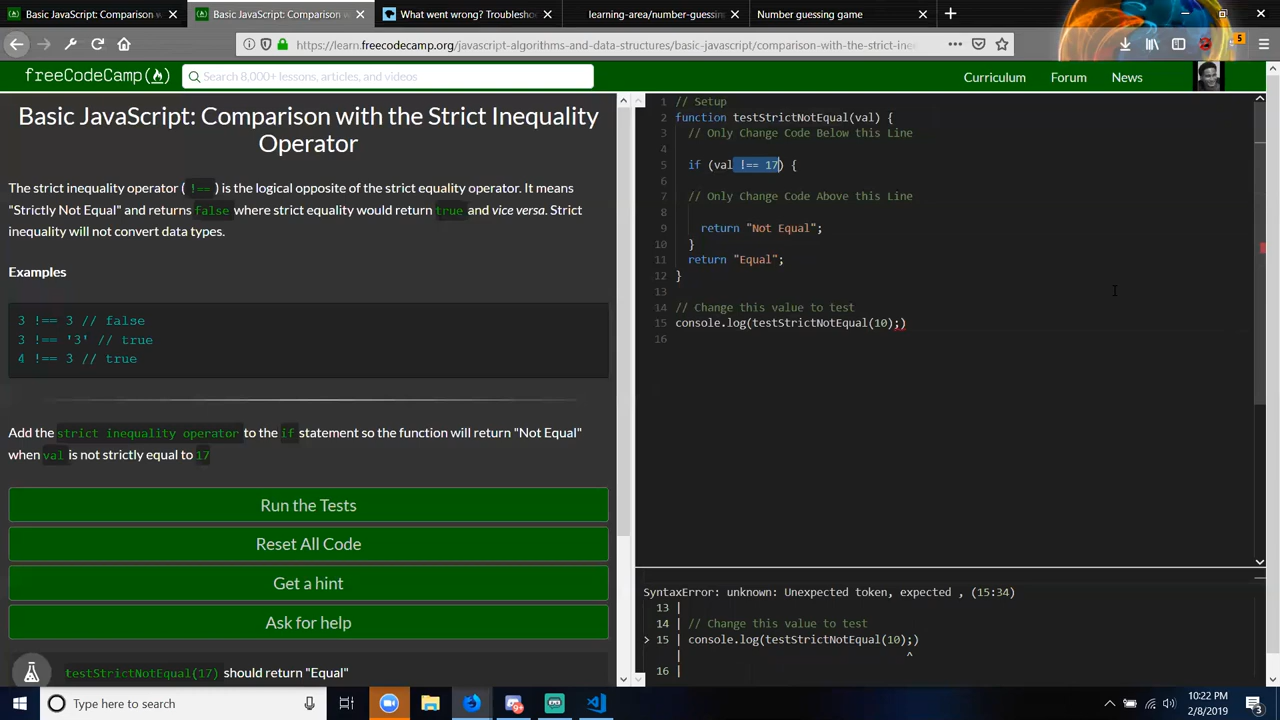 Basic JavaScript: Comparison w
Basic JavaScript: Comparison w
What went wrong? Troublesho
learning-area/number-guessin
Number guessing game
https://learn.freecodecamp.org/javascript-algorithms-and-data-structures/basic-javascript/comparison-with-the-strict-ine
5
freeCodeCamp
Search 8,000+ lessons, articles, and videos
Curriculum
Forum
News
Basic JavaScript: Comparison with the Strict Inequality
Operator
The strict inequality operator ( !== ) is the logical opposite of the strict equality operator. It means
"Strictly Not Equal" and returns false where strict equality would return true and vice versa. Strict
inequality will not convert data types.
Examples
3 !== 3 // false
3 !== '3' // true
4 !== 3 // true
Add the strict inequality operator to the if statement so the function will return "Not Equal"
when val is not strictly equal to 17
Run the Tests
Reset All Code
Get a hint
Ask for help
testStrictNotEqual(17) should return "Equal"
1 // Setup
2 function testStrictNotEqual(val) {
3 // Only Change Code Below this Line
4
5 if (val !== 17) {
6
7 // Only Change Code Above this Line
8
9 return "Not Equal";
10 }
11 return "Equal";
12 }
13
14 // Change this value to test
15 console.log(testStrictNotEqual(10);)
16
SyntaxError: unknown: Unexpected token, expected , (15:34)
13 |
14 | // Change this value to test
> 15 | console.log(testStrictNotEqual(10);)
| ^
16 |
Type here to search
10:22 PM
2/8/2019
3